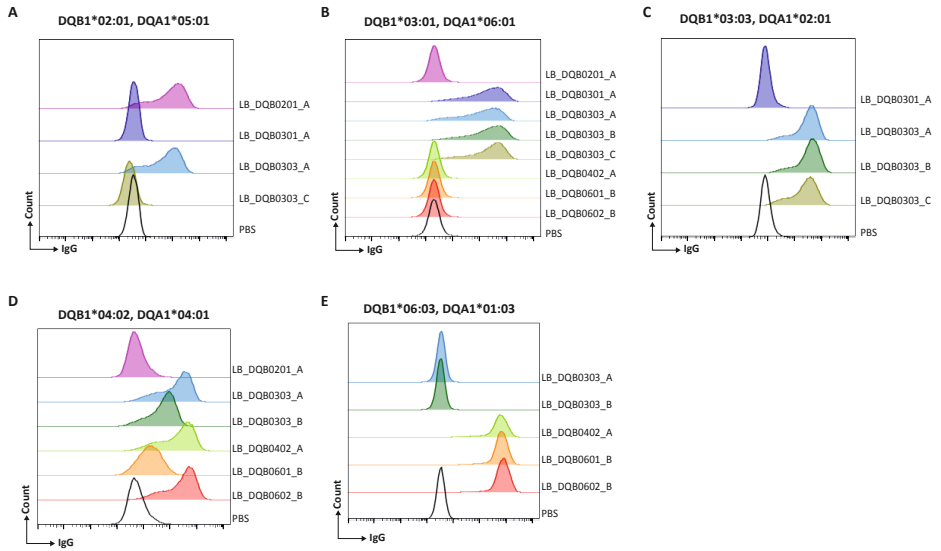 A
DQB1*02:01, DQA1*05:01
LB_DQB0201_A
LB_DQB0301_A
LB_DQB0303_A
LB_DQB0303_C
PBS
Count
IgG
B
DQB1*03:01, DQA1*06:01
LB_DQB0201_A
LB_DQB0301_A
LB_DQB0303_A
LB_DQB0303_B
LB_DQB0303_C
LB_DQB0402_A
LB_DQB0601_B
LB_DQB0602_B
PBS
Count
IgG
C
DQB1*03:03, DQA1*02:01
LB_DQB0301_A
LB_DQB0303_A
LB_DQB0303_B
LB_DQB0303_C
PBS
Count
IgG
D
DQB1*04:02, DQA1*04:01
LB_DQB0201_A
LB_DQB0303_A
LB_DQB0303_B
LB_DQB0402_A
LB_DQB0601_B
LB_DQB0602_B
PBS
Count
IgG
E
DQB1*06:03, DQA1*01:03
LB_DQB0303_A
LB_DQB0303_B
LB_DQB0402_A
LB_DQB0601_B
LB_DQB0602_B
PBS
Count
IgG